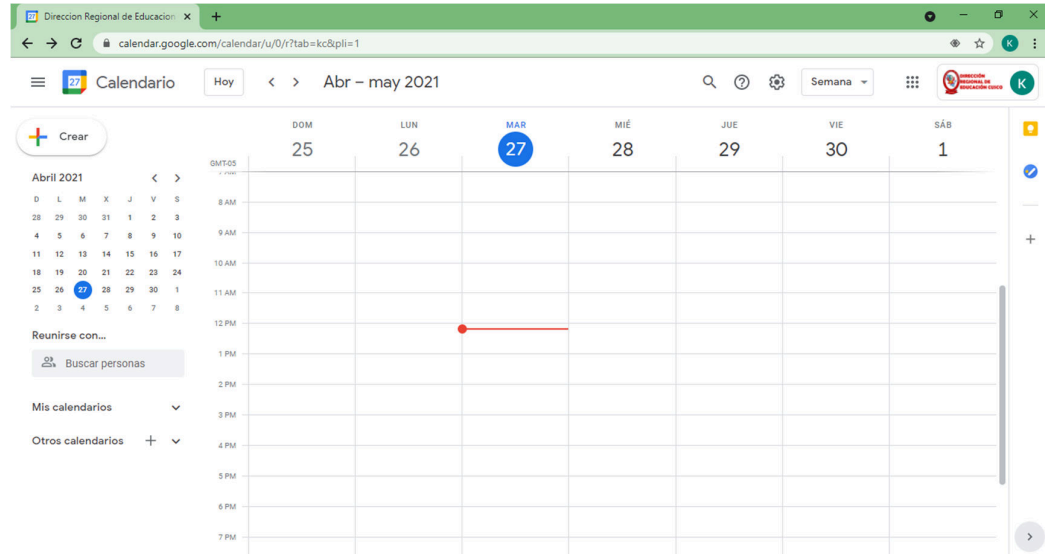 27 Direccion Regional de Educacion
calendar.google.com/calendar/u/0/r?tab=kc&pli=1
K
27 Calendario
Hoy
Abr – may 2021
Semana
DIRECCIÓN
REGIONAL DE
EDUCACIÓN CUSCO
K
Crear
DOM LUN MAR MIÉ JUE VIE SÁB
25 26 27 28 29 30 1
GMT-05
7 AM
8 AM
9 AM
10 AM
11 AM
12 PM
1 PM
2 PM
3 PM
4 PM
5 PM
6 PM
7 PM
Abril 2021
D L M X J V S
28 29 30 31 1 2 3
4 5 6 7 8 9 10
11 12 13 14 15 16 17
18 19 20 21 22 23 24
25 26 27 28 29 30 1
2 3 4 5 6 7 8
Reunirse con...
Buscar personas
Mis calendarios
Otros calendarios